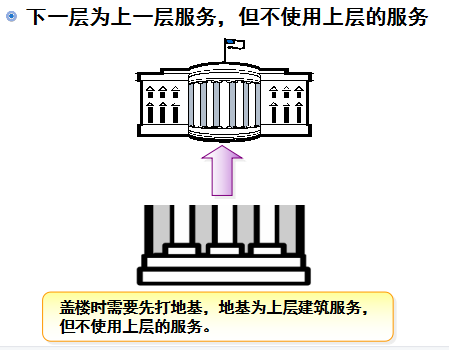 下一层为上一层服务，但不使用上层的服务
盖楼时需要先打地基，地基为上层建筑服务，
但不使用上层的服务。